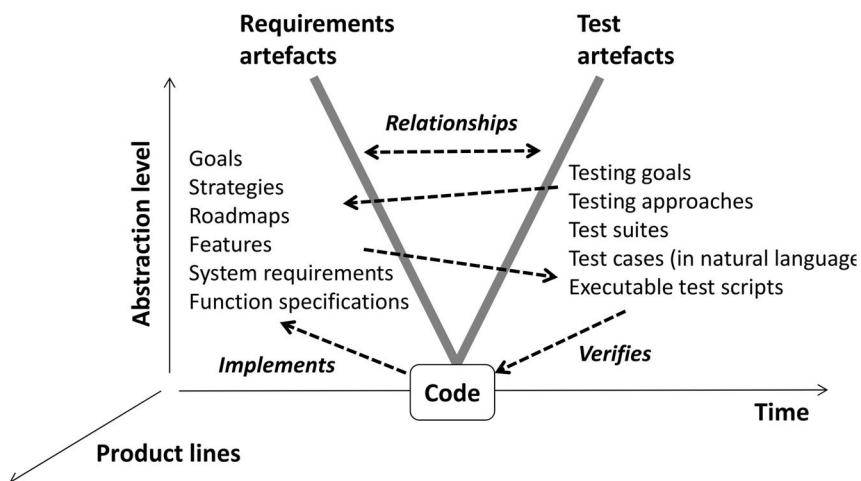 Requirements
artefacts
Test
artefacts
Relationships
Abstraction level
Goals
Strategies
Roadmaps
Features
System requirements
Function specifications
Testing goals
Testing approaches
Test suites
Test cases (in natural language
Executable test scripts
Implements
Verifies
Code
Time
Product lines